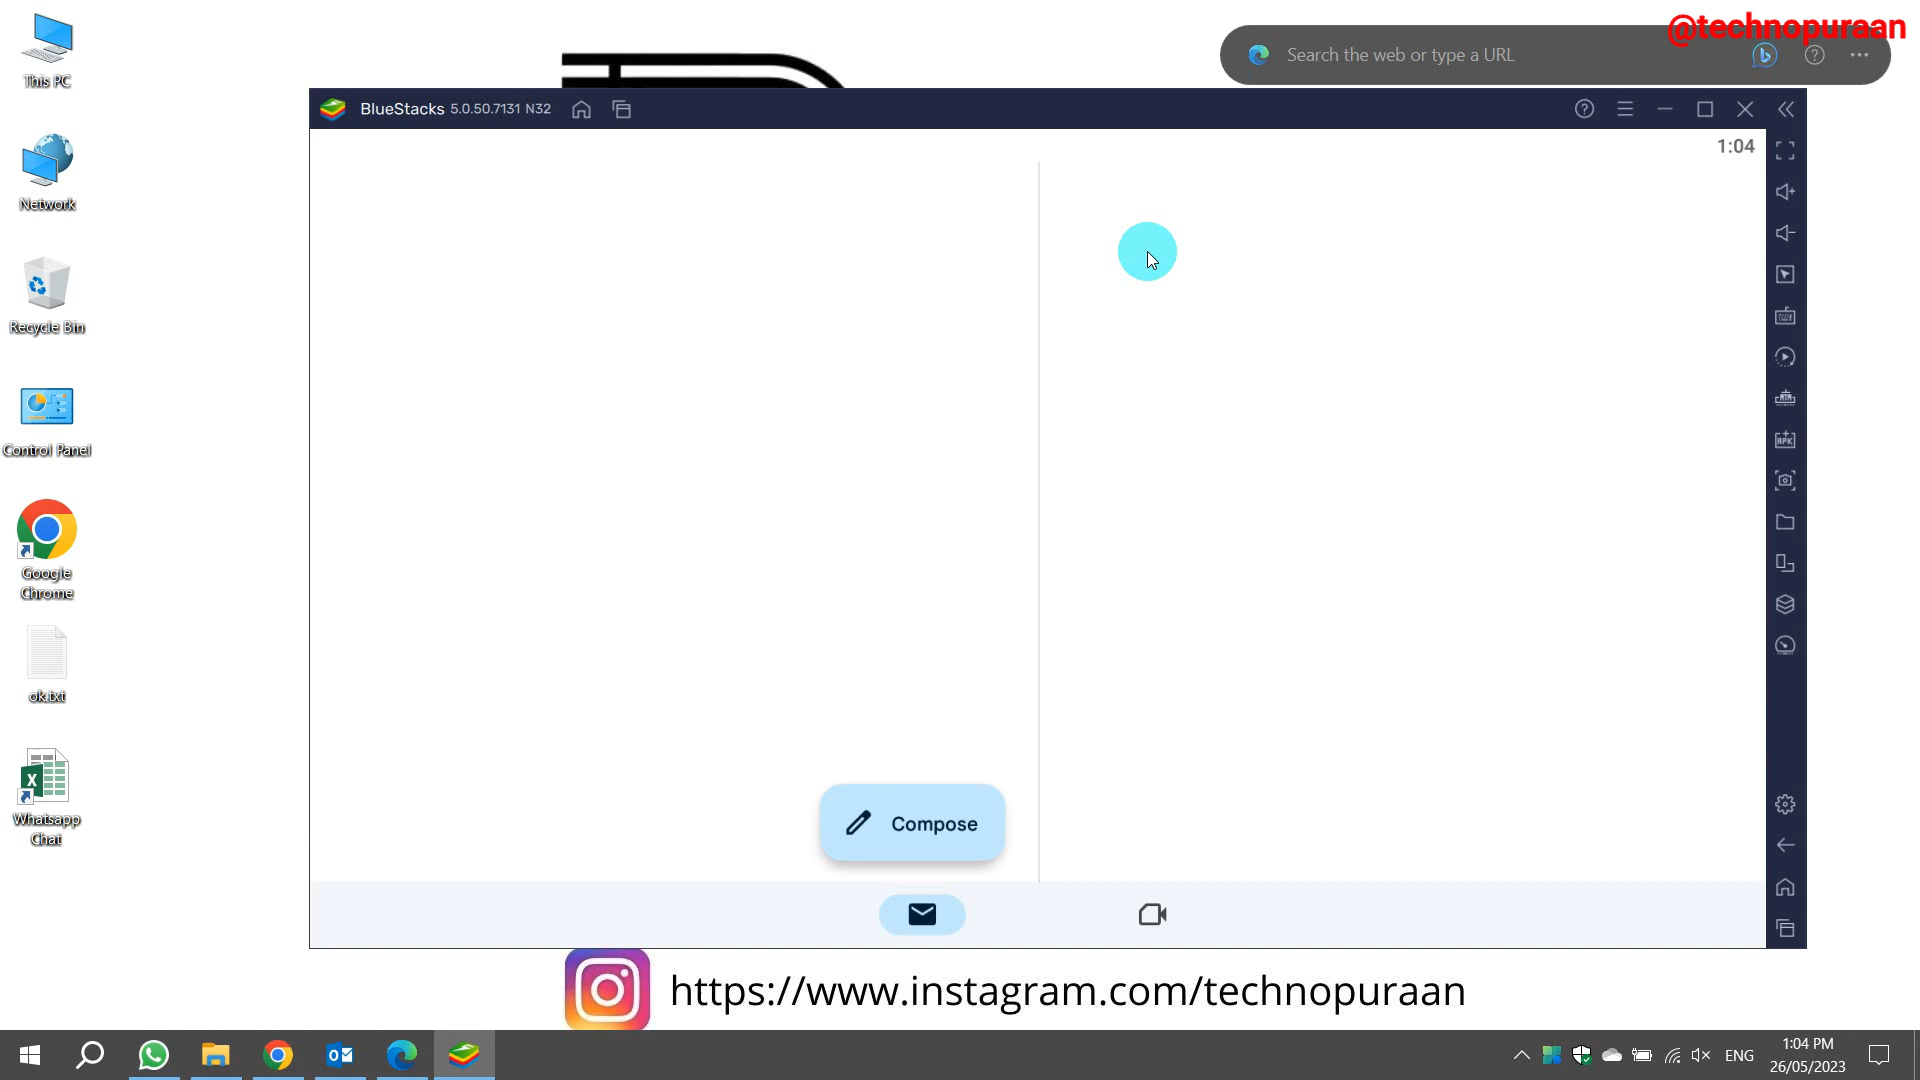 @technopuraan
Search the web or type a URL
This PC
BlueStacks 5.0.50.7131 N32
1:04
Network
Recycle Bin
Control Panel
APK
Google
Chrome
ok.txt
Whatsapp
Chat
Compose
https://www.instagram.com/technopuraan
ENG
1:04 PM
26/05/2023